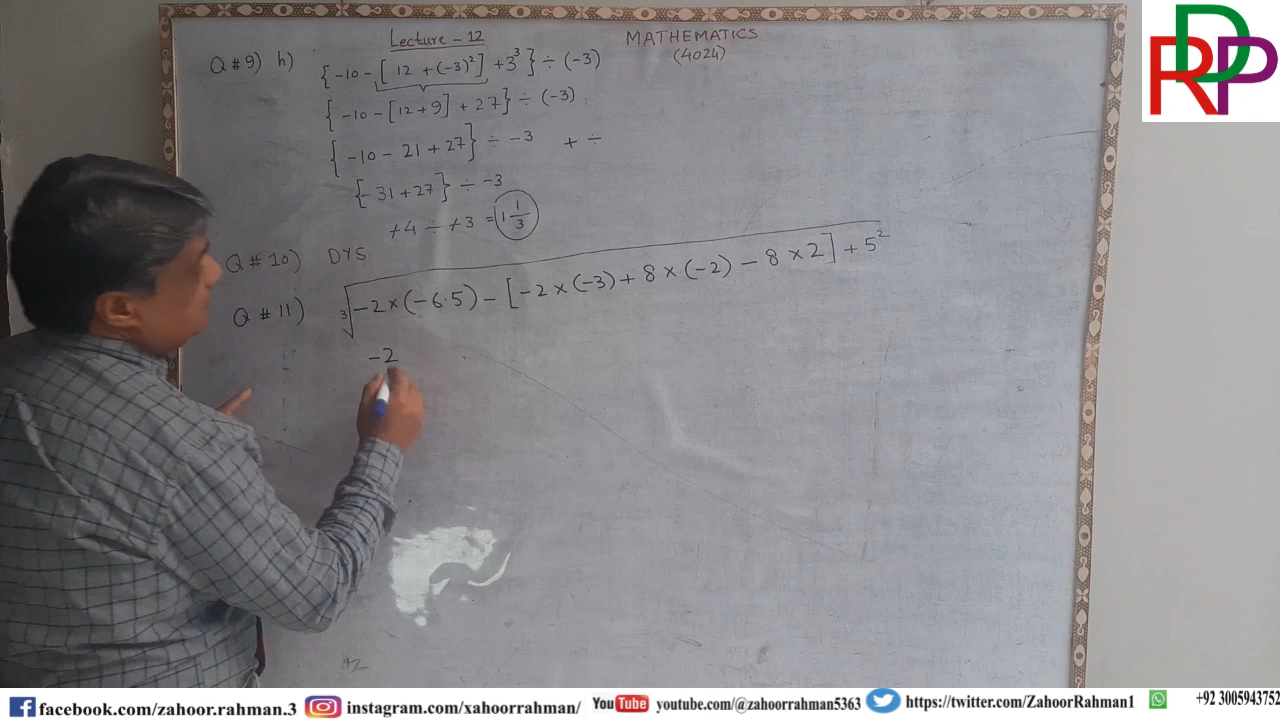 Lecture - 12
MATHEMATICS
(4024)
Q # 9) h) {-10 - [12 + (-3)²] + 3³} ÷ (-3)
{-10 - [12 + 9] + 27} ÷ (-3)
{-10 - 21 + 27} ÷ -3 + ÷
{-31 + 27} ÷ -3
-4 ÷ -3 = 1 1/3
Q # 10) DYS.
Q # 11) ∛(-2 × (-6.5) - [-2 × (-3) + 8 × (-2) - 8 × 2] + 5²)
-2
RDP
facebook.com/zahoor.rahman.3
instagram.com/zahoorrahman/
YouTube youtube.com/@zahoorrahman5363
https://twitter.com/ZahoorRahman1
+92 3005943752